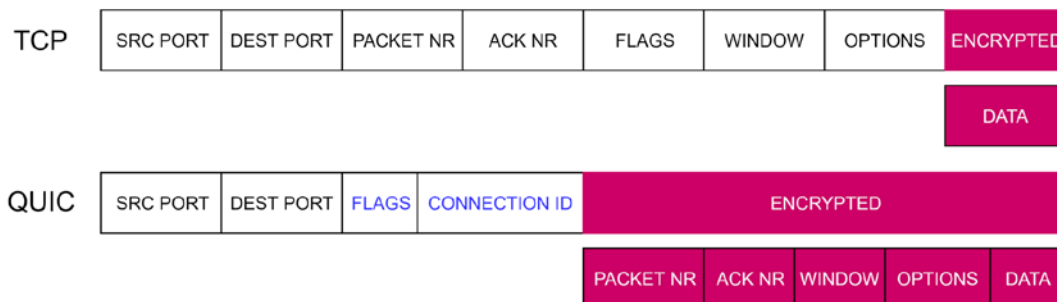 TCP SRC PORT DEST PORT PACKET NR ACK NR FLAGS WINDOW OPTIONS ENCRYPTED
DATA
QUIC SRC PORT DEST PORT FLAGS CONNECTION ID ENCRYPTED
PACKET NR ACK NR WINDOW OPTIONS DATA